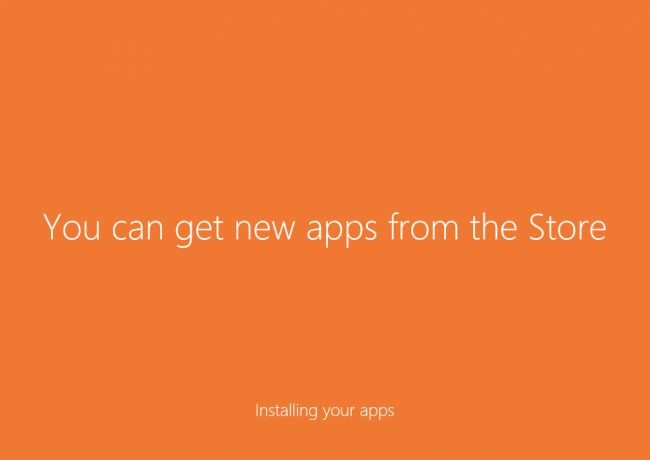 You can get new apps from the Store
Installing your apps